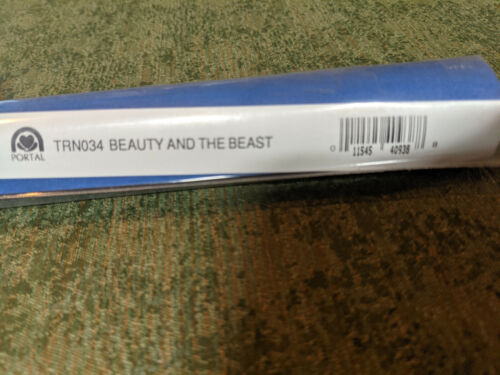 PORTAL
TRN034 BEAUTY AND THE BEAST
0 11545 40938 8